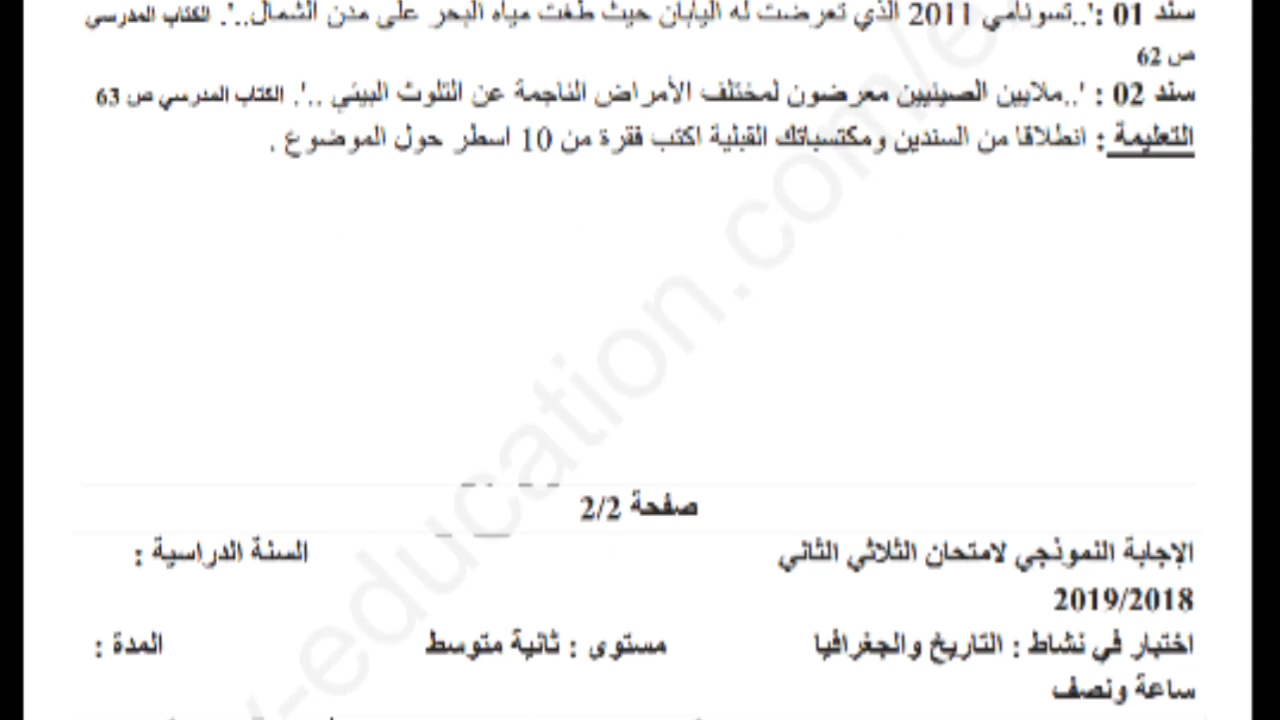 سند 01 :'..تسونامي 2011 الذي تعرضت له اليابان حيث طغت مياه البحر على مدن الشمال..'. الكتاب المدرسي
ص 62
سند 02 : '..ملايين الصينيين معرضون لمختلف الأمراض الناجمة عن التلوث البيئي ..'. الكتاب المدرسي ص 63
التعليمة : انطلاقا من السندين ومكتسباتك القبلية اكتب فقرة من 10 اسطر حول الموضوع .
صفحة 2/2
الإجابة النموذجي لامتحان الثلاثي الثاني السنة الدراسية :
2019/2018
اختبار في نشاط : التاريخ والجغرافيا مستوى : ثانية متوسط المدة :
ساعة ونصف
y-education.com/e